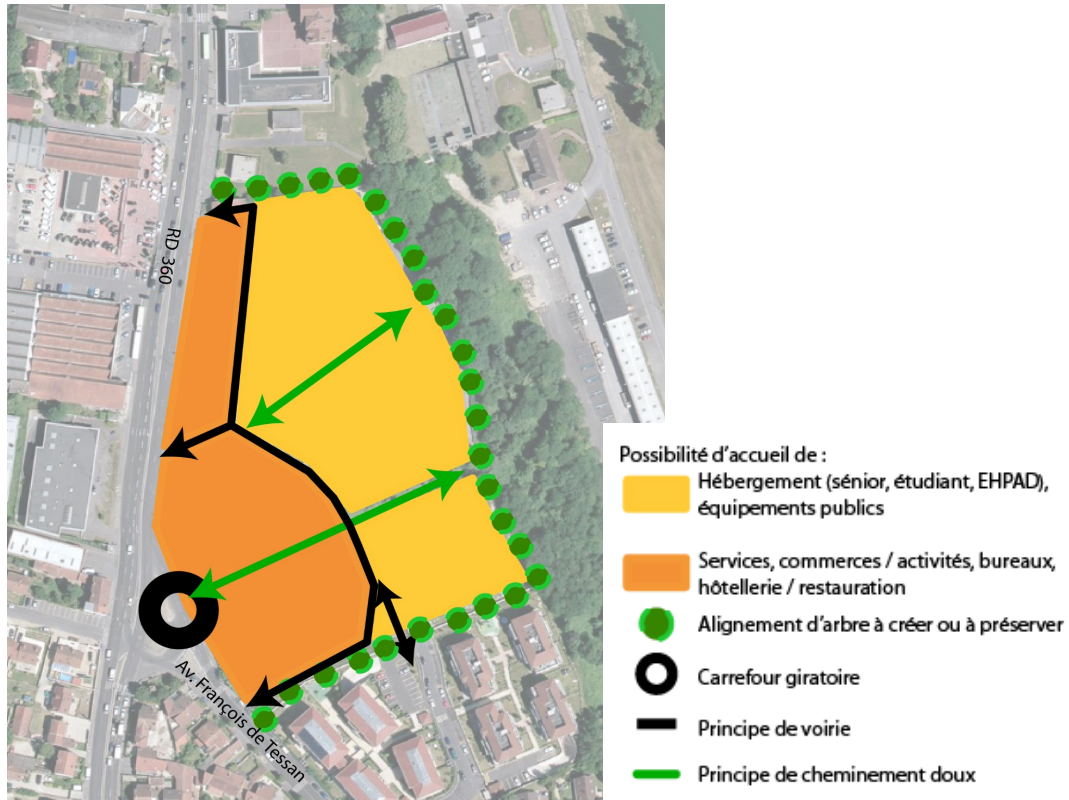 RD 360
Av. François de Tessan
Possibilité d'accueil de :
Hébergement (sénior, étudiant, EHPAD),
équipements publics
Services, commerces / activités, bureaux,
hôtellerie / restauration
Alignement d'arbre à créer ou à préserver
Carrefour giratoire
Principe de voirie
Principe de cheminement doux